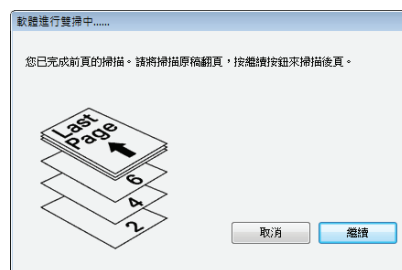 軟體進行雙掃中......
您已完成前頁的掃描。請將掃描原稿翻頁，按繼續按鈕來掃描後頁。
Last
Page
6
4
2
取消
繼續